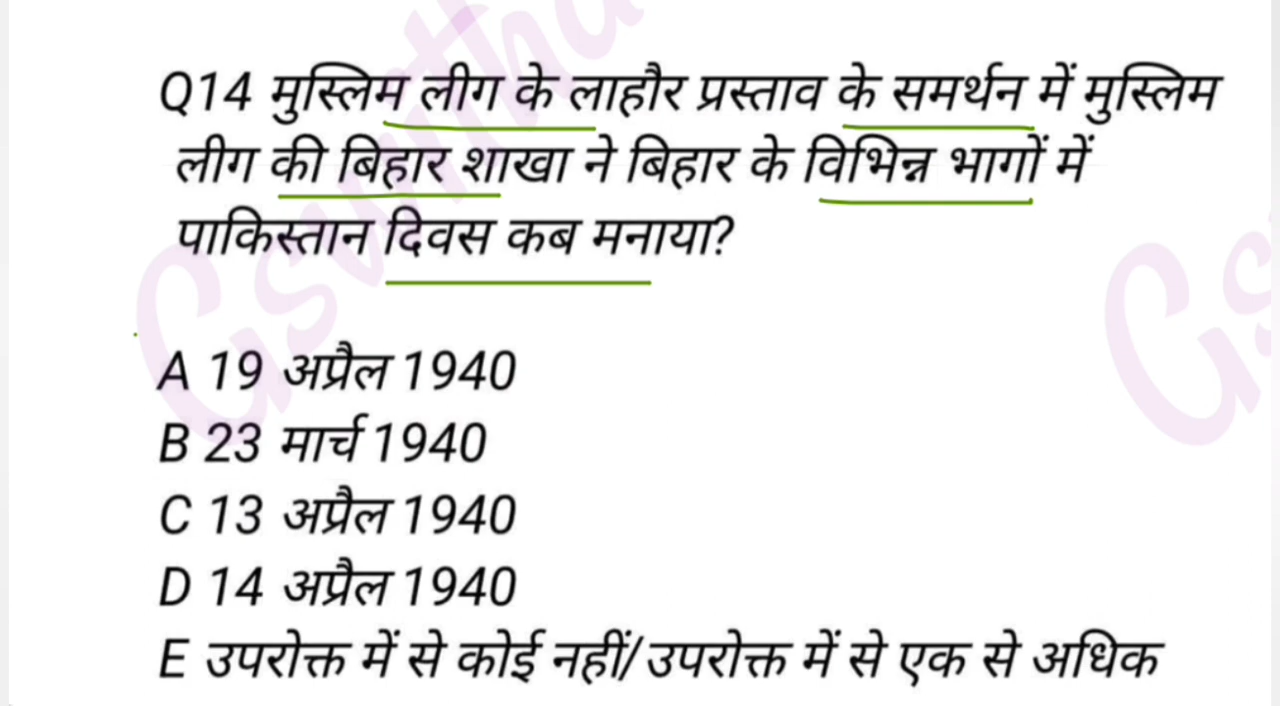 Q14 मुस्लिम लीग के लाहौर प्रस्ताव के समर्थन में मुस्लिम
लीग की बिहार शाखा ने बिहार के विभिन्न भागों में
पाकिस्तान दिवस कब मनाया?
A 19 अप्रैल 1940
B 23 मार्च 1940
C 13 अप्रैल 1940
D 14 अप्रैल 1940
E उपरोक्त में से कोई नहीं/उपरोक्त में से एक से अधिक